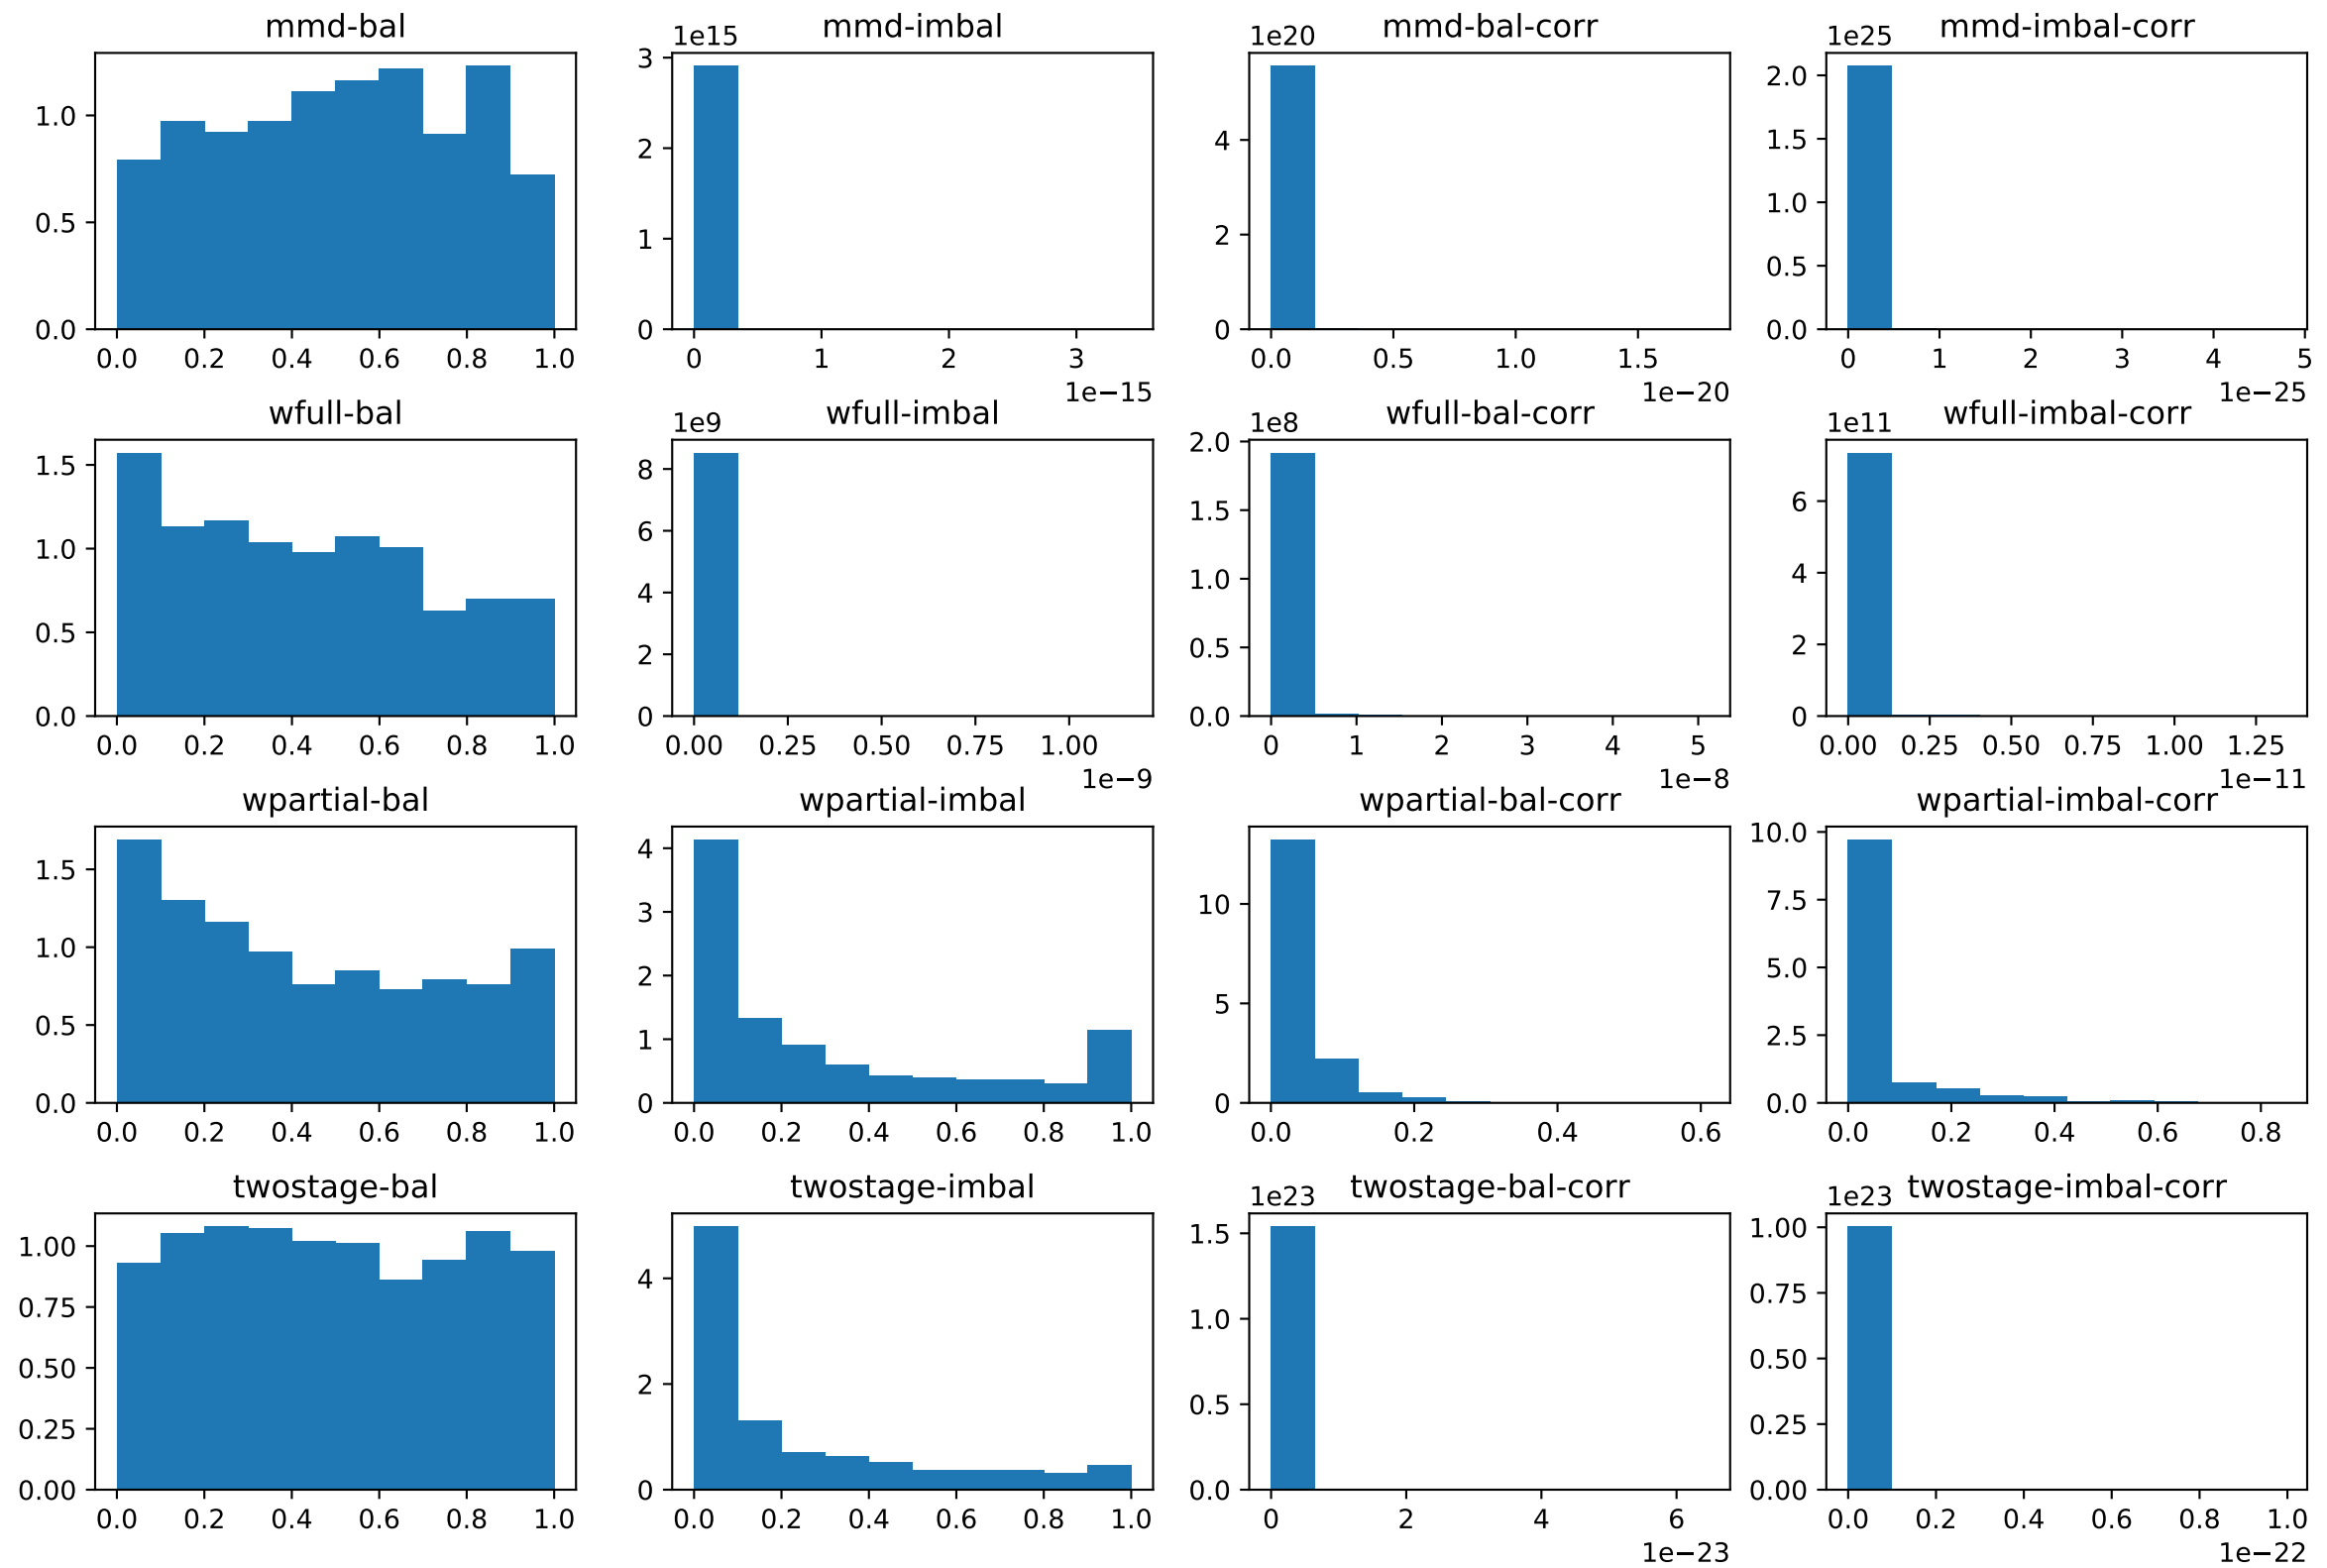 mmd-bal
1.0
0.5
0.0
0.0 0.2 0.4 0.6 0.8 1.0
mmd-imbal
1e15
3
2
1
0
0 1 2 3
1e−15
mmd-bal-corr
1e20
4
2
0
0.0 0.5 1.0 1.5
1e−20
mmd-imbal-corr
1e25
2.0
1.5
1.0
0.5
0.0
0 1 2 3 4 5
1e−25
wfull-bal
1.5
1.0
0.5
0.0
0.0 0.2 0.4 0.6 0.8 1.0
wfull-imbal
1e9
8
6
4
2
0
0.00 0.25 0.50 0.75 1.00
1e−9
wfull-bal-corr
1e8
2.0
1.5
1.0
0.5
0.0
0 1 2 3 4 5
1e−8
wfull-imbal-corr
1e11
6
4
2
0
0.00 0.25 0.50 0.75 1.00 1.25
1e−11
wpartial-bal
1.5
1.0
0.5
0.0
0.0 0.2 0.4 0.6 0.8 1.0
wpartial-imbal
4
3
2
1
0
0.0 0.2 0.4 0.6 0.8 1.0
wpartial-bal-corr
10
5
0
0.0 0.2 0.4 0.6
wpartial-imbal-corr
10.0
7.5
5.0
2.5
0.0
0.0 0.2 0.4 0.6 0.8
twostage-bal
1.00
0.75
0.50
0.25
0.00
0.0 0.2 0.4 0.6 0.8 1.0
twostage-imbal
4
2
0
0.0 0.2 0.4 0.6 0.8 1.0
twostage-bal-corr
1e23
1.5
1.0
0.5
0.0
0 2 4 6
1e−23
twostage-imbal-corr
1e23
1.00
0.75
0.50
0.25
0.00
0.0 0.2 0.4 0.6 0.8 1.0
1e−22